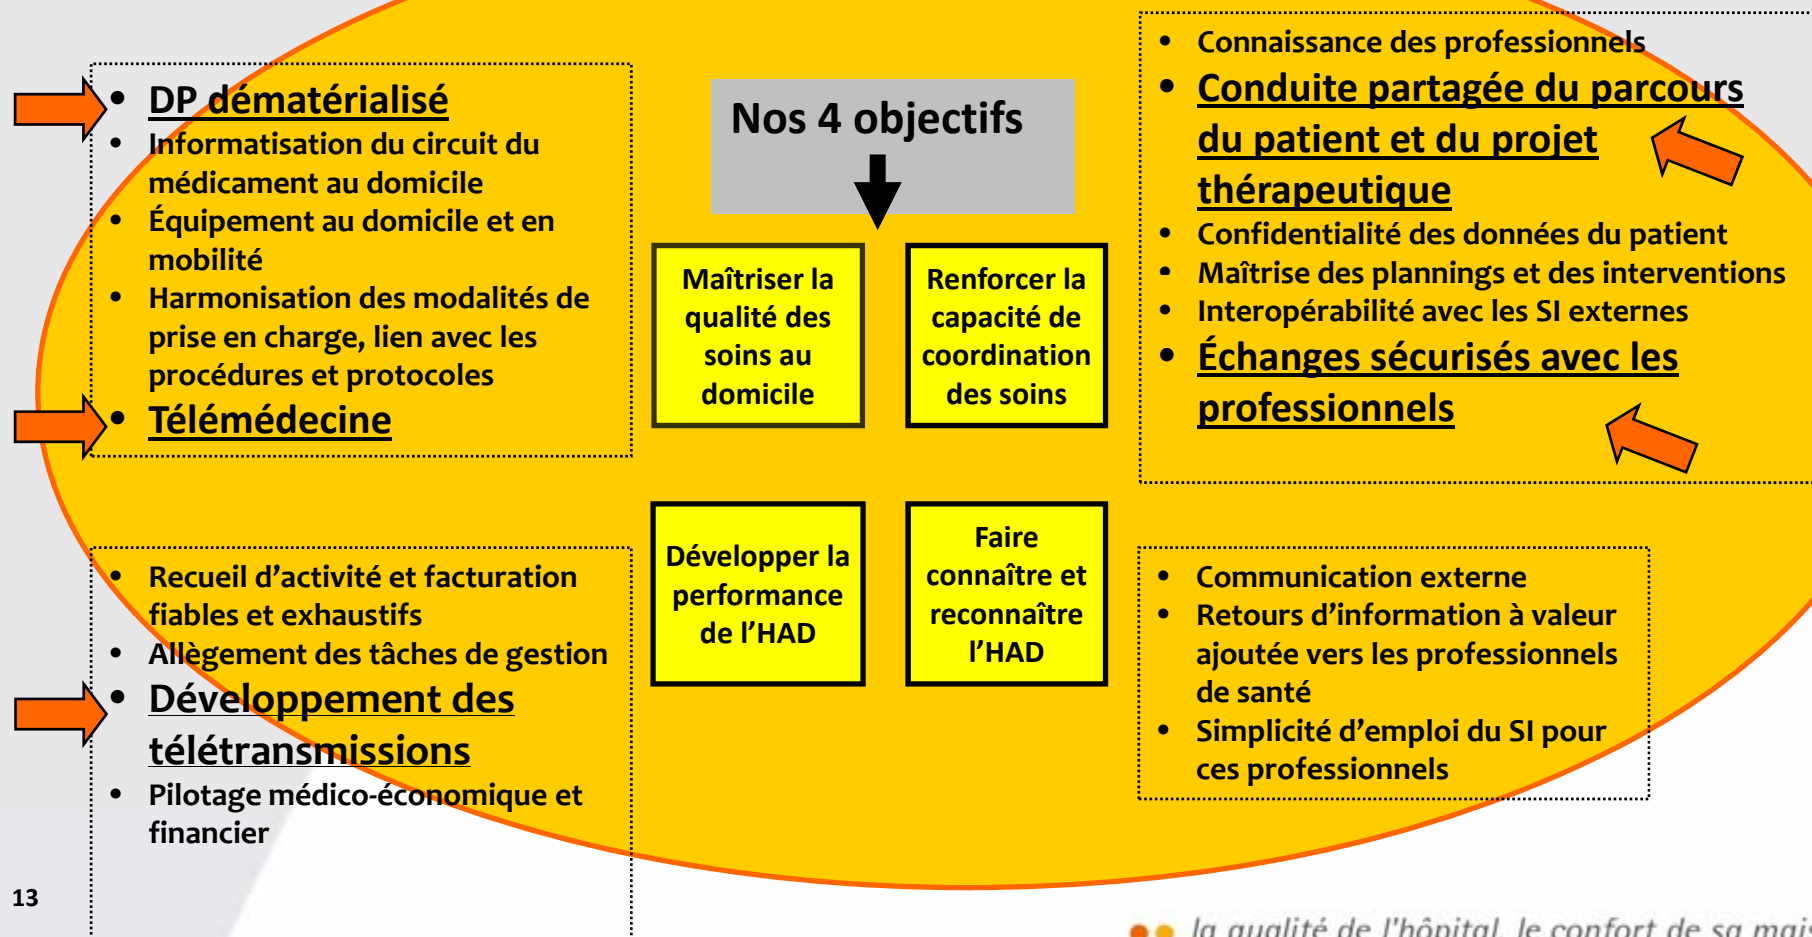 • DP dématérialisé
• Informatisation du circuit du
médicament au domicile
• Équipement au domicile et en
mobilité
• Harmonisation des modalités de
prise en charge, lien avec les
procédures et protocoles
• Télémédecine
Nos 4 objectifs
• Connaissance des professionnels
• Conduite partagée du parcours
du patient et du projet
thérapeutique
• Confidentialité des données du patient
• Maîtrise des plannings et des interventions
• Interopérabilité avec les SI externes
• Échanges sécurisés avec les
professionnels
Maîtriser la
qualité des
soins au
domicile
Renforcer la
capacité de
coordination
des soins
Développer la
performance
de l’HAD
Faire
connaître et
reconnaître
l’HAD
• Recueil d’activité et facturation
fiables et exhaustifs
• Allègement des tâches de gestion
• Développement des
télétransmissions
• Pilotage médico-économique et
financier
• Communication externe
• Retours d’information à valeur
ajoutée vers les professionnels
de santé
• Simplicité d’emploi du SI pour
ces professionnels
13
la qualité de l'hôpital, le confort de sa mais